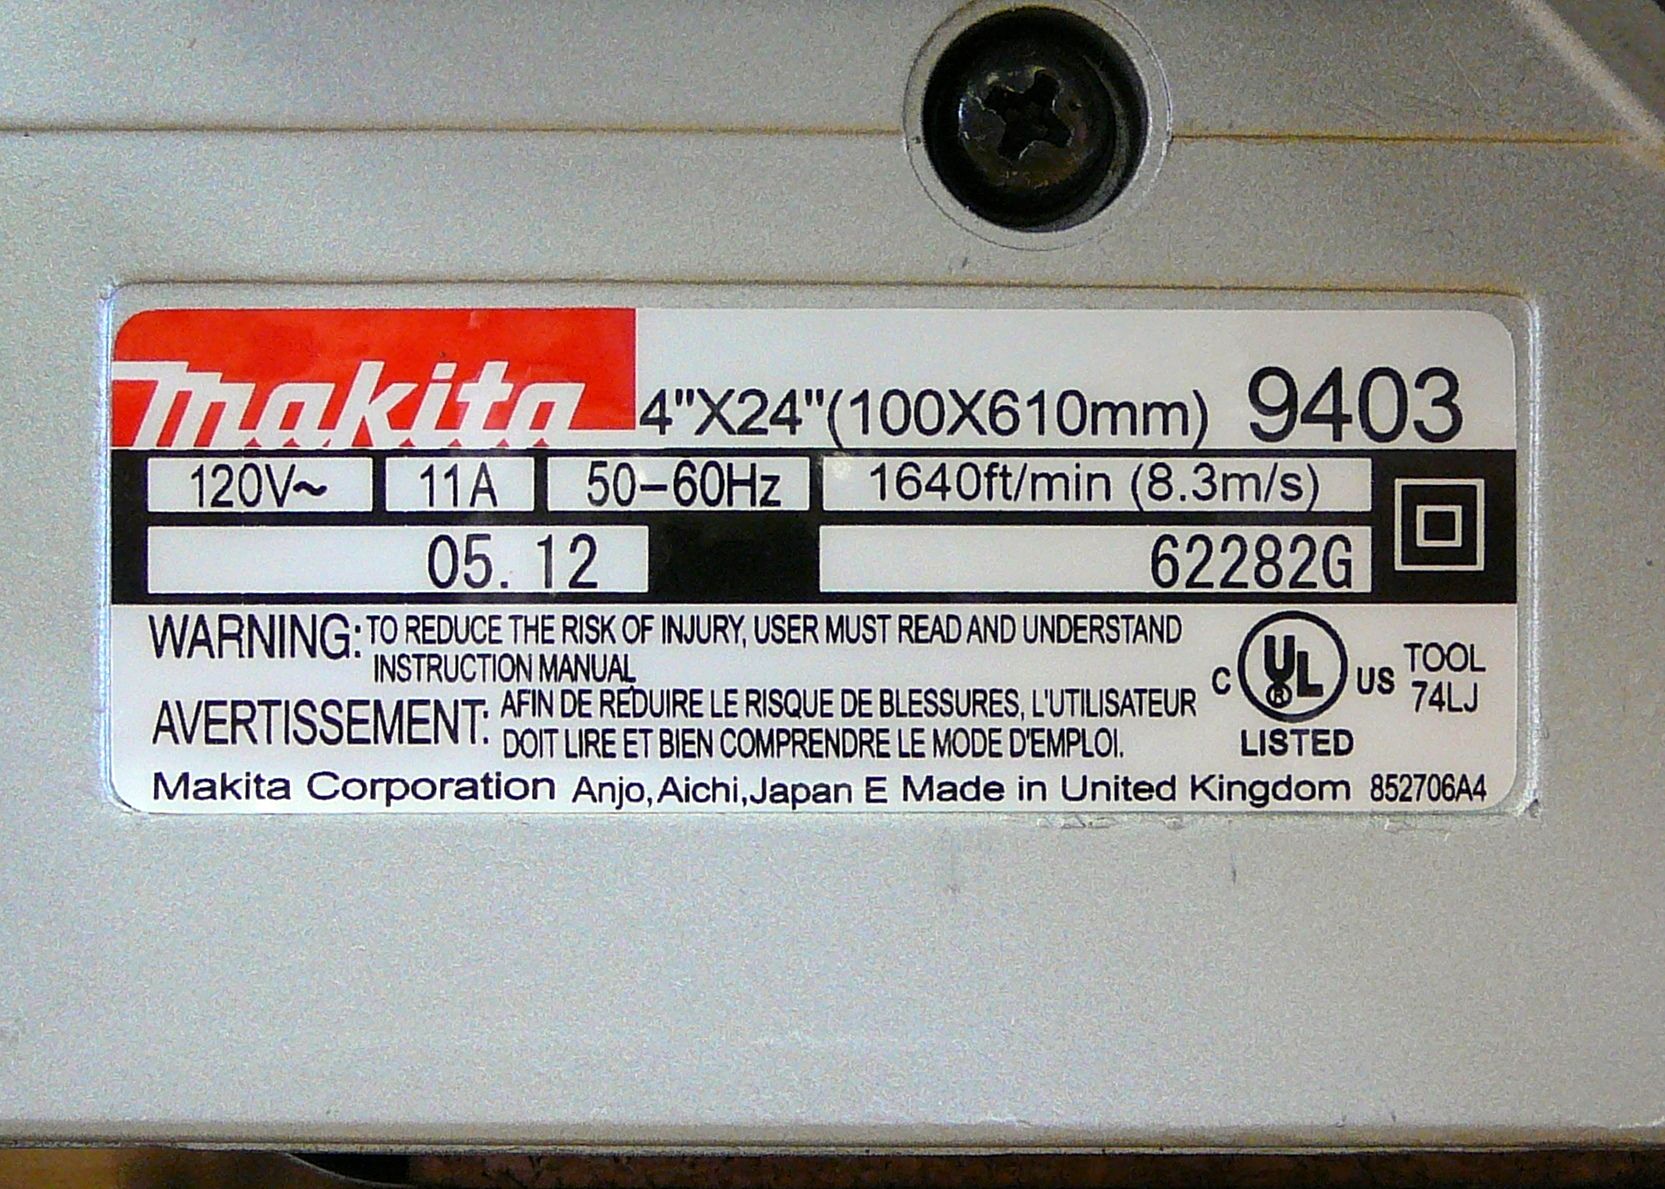 makita 4"X24"(100X610mm) 9403
120V~ 11A 50-60Hz 1640ft/min (8.3m/s)
05.12 62282G
WARNING: TO REDUCE THE RISK OF INJURY, USER MUST READ AND UNDERSTAND
INSTRUCTION MANUAL
AVERTISSEMENT: AFIN DE REDUIRE LE RISQUE DE BLESSURES, L'UTILISATEUR
DOIT LIRE ET BIEN COMPRENDRE LE MODE D'EMPLOI.
C UL® US TOOL
74LJ
LISTED
Makita Corporation Anjo,Aichi,Japan E Made in United Kingdom 852706A4